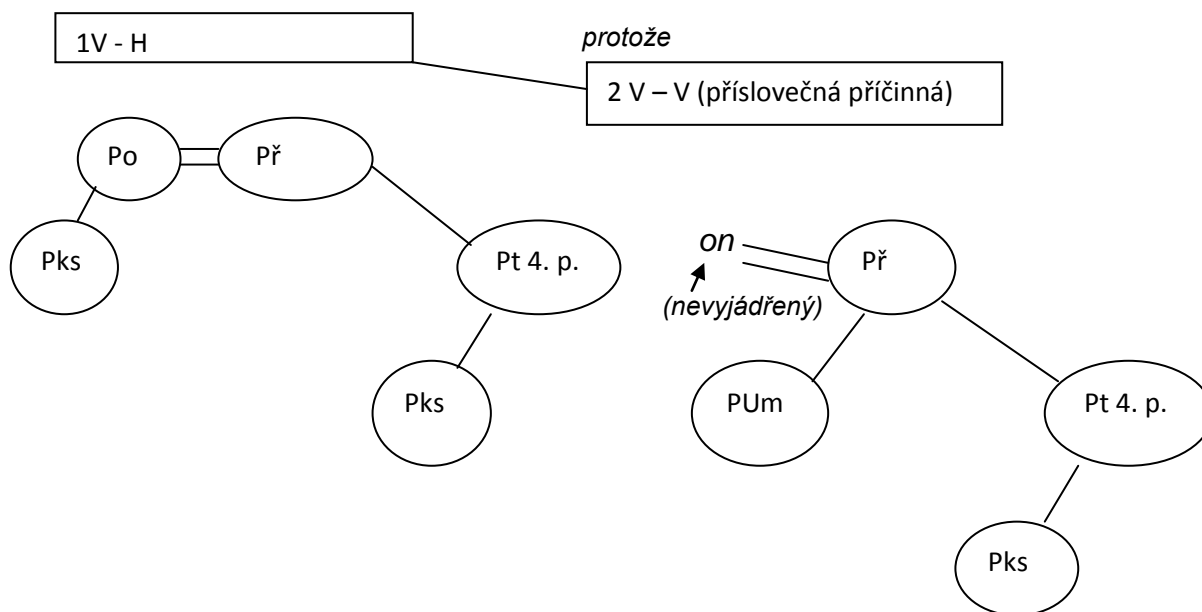 1V - H
protože
2 V – V (příslovečná příčinná)
Po
Př
Pks
Pt 4. p.
Pks
on
(nevyjádřený)
Př
PUm
Pt 4. p.
Pks